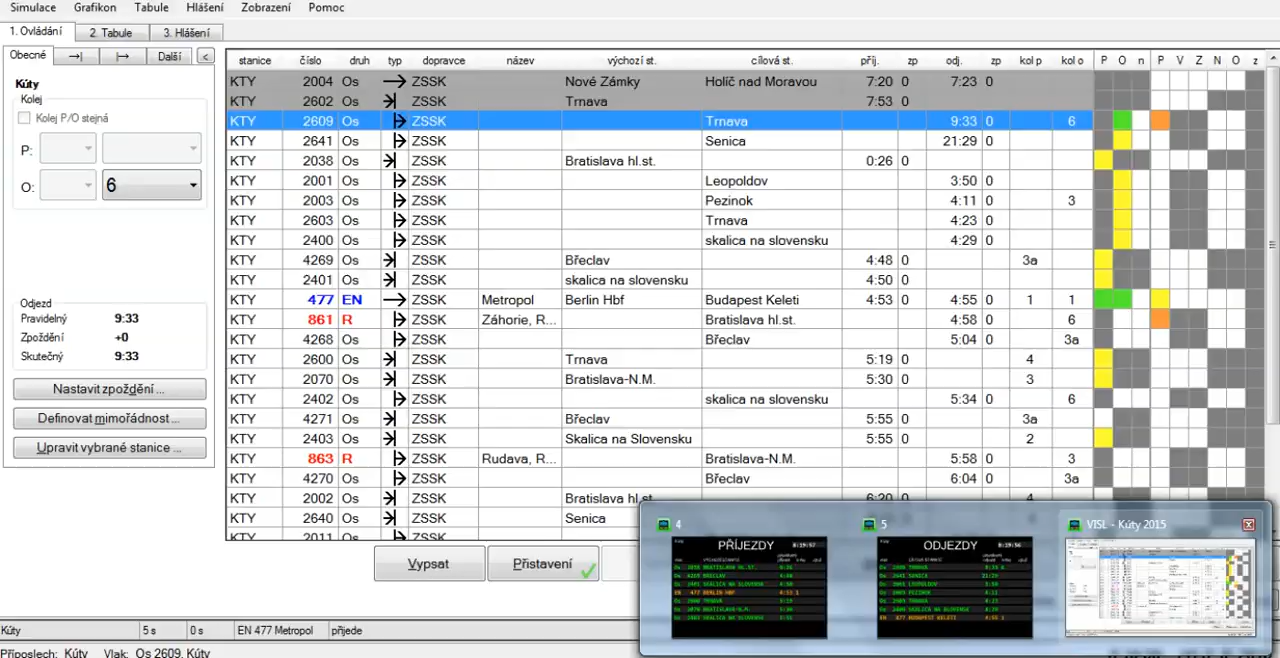 Simulace Grafikon Tabule Hlášení Zobrazení Pomoc
1. Ovládání 2. Tabule 3. Hlášení
Obecné →| |→ Další <
Kúty
Kolej
Kolej P/O stejná
P:
O: 6
Odjezd
Pravidelný 9:33
Zpoždění +0
Skutečný 9:33
Nastavit zpoždění ...
Definovat mimořádnost ...
Upravit vybrané stanice ...
stanice číslo druh typ dopravce název výchozí st. cílová st. příj. zp odj. zp kol p kol o P O n P V Z N O z
KTY 2004 Os ZSSK Nové Zámky Holíč nad Moravou 7:20 0 7:23 0
KTY 2602 Os ZSSK Trnava 7:53 0
KTY 2609 Os ZSSK Trnava 9:33 0 6
KTY 2641 Os ZSSK Senica 21:29 0
KTY 2038 Os ZSSK Bratislava hl.st. 0:26 0
KTY 2001 Os ZSSK Leopoldov 3:50 0
KTY 2003 Os ZSSK Pezinok 4:11 0 3
KTY 2603 Os ZSSK Trnava 4:23 0
KTY 2400 Os ZSSK skalica na slovensku 4:29 0
KTY 4269 Os ZSSK Břeclav 4:48 0 3a
KTY 2401 Os ZSSK skalica na slovensku 4:50 0
KTY 477 EN ZSSK Metropol Berlin Hbf Budapest Keleti 4:53 0 4:55 0 1 1
KTY 861 R ZSSK Záhorie, R... Bratislava hl.st. 4:58 0 6
KTY 4268 Os ZSSK Břeclav 5:04 0 3a
KTY 2600 Os ZSSK Trnava 5:19 0 4
KTY 2070 Os ZSSK Bratislava-N.M. 5:30 0 3
KTY 2402 Os ZSSK skalica na slovensku 5:34 0 6
KTY 4271 Os ZSSK Břeclav 5:55 0 3a
KTY 2403 Os ZSSK Skalica na Slovensku 5:55 0 2
KTY 863 R ZSSK Rudava, R... Bratislava-N.M. 5:58 0 3
KTY 4270 Os ZSSK Břeclav 6:04 0 3a
KTY 2002 Os ZSSK Bratislava hl.st. 6:20 0 4
KTY 2640 Os ZSSK Senica
KTY 2011 Os ZSSK
Vypsat Přistavení
4 5 VISL - Kúty 2015
PŘÍJEZDY 8:19:57
ODJEZDY 8:19:56
Kúty 5 s 0 s EN 477 Metropol přijede
Příposlech: Kúty Vlak: Os 2609, Kúty